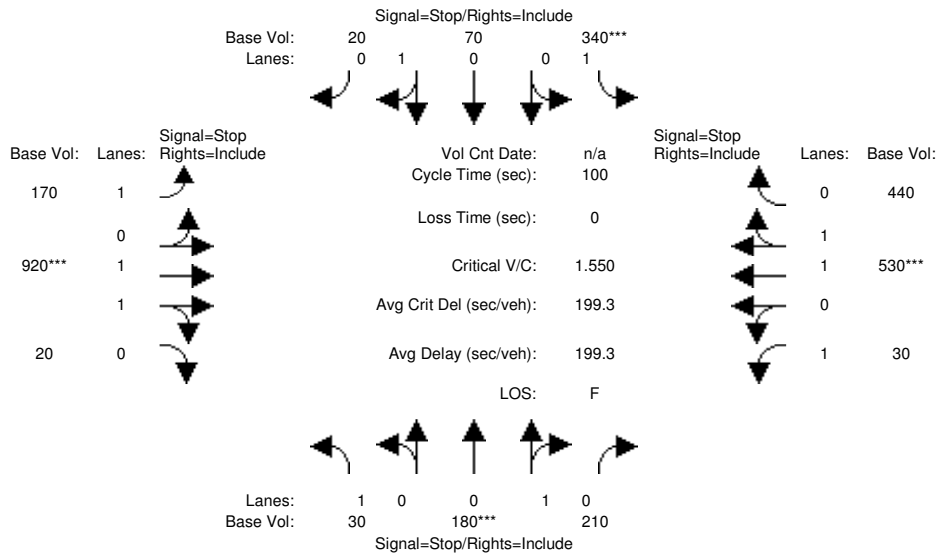 Signal=Stop/Rights=Include
Base Vol: 20 70 340***
Lanes: 0 1 0 0 1
Signal=Stop
Base Vol: Lanes: Rights=Include
Vol Cnt Date: n/a
Signal=Stop
Rights=Include Lanes: Base Vol:
Cycle Time (sec): 100
170 1
0 440
Loss Time (sec): 0
0
1
920*** 1
Critical V/C: 1.550
1 530***
1
Avg Crit Del (sec/veh): 199.3
0
20 0
Avg Delay (sec/veh): 199.3
1 30
LOS: F
Lanes: 1 0 0 1 0
Base Vol: 30 180*** 210
Signal=Stop/Rights=Include